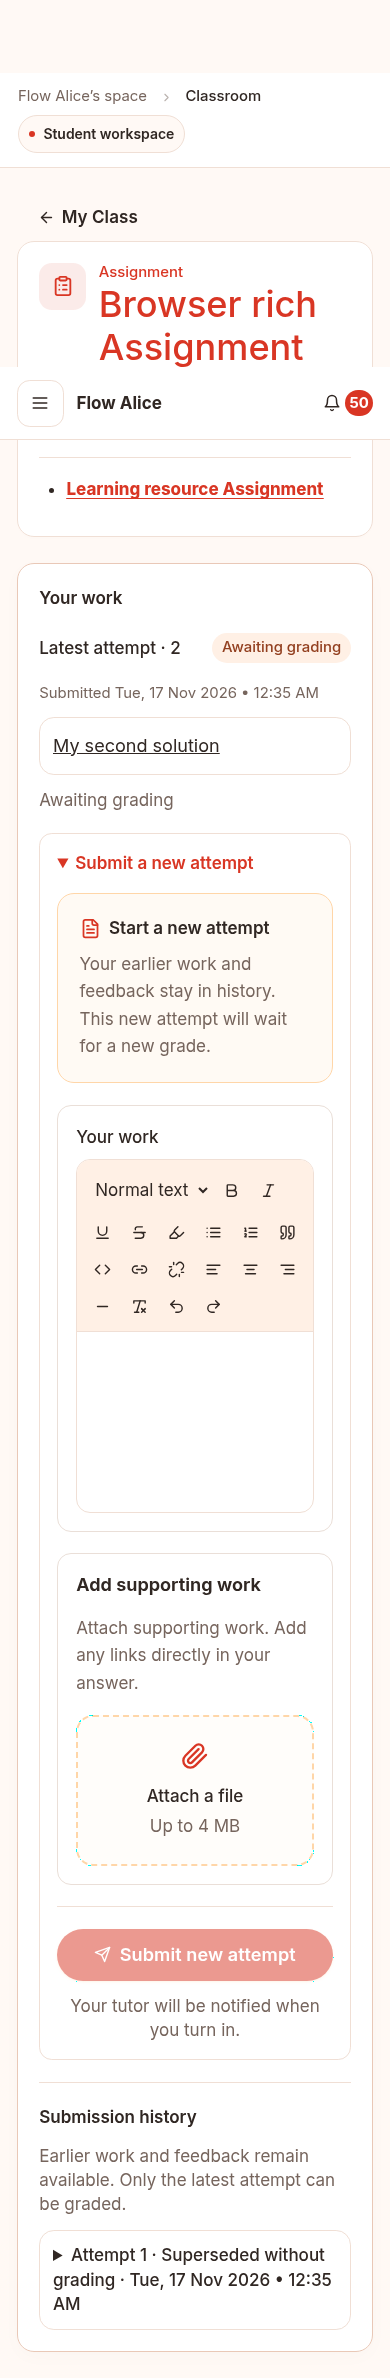 Flow Alice's space › Classroom
Student workspace
← My Class
Assignment
Browser rich
Assignment
Flow Alice
50
• Learning resource Assignment
Your work
Latest attempt · 2
Awaiting grading
Submitted Tue, 17 Nov 2026 • 12:35 AM
My second solution
Awaiting grading
▼ Submit a new attempt
Start a new attempt
Your earlier work and
feedback stay in history.
This new attempt will wait
for a new grade.
Your work
Normal text
Add supporting work
Attach supporting work. Add
any links directly in your
answer.
Attach a file
Up to 4 MB
Submit new attempt
Your tutor will be notified when
you turn in.
Submission history
Earlier work and feedback remain
available. Only the latest attempt can
be graded.
▶ Attempt 1 · Superseded without
grading · Tue, 17 Nov 2026 • 12:35
AM